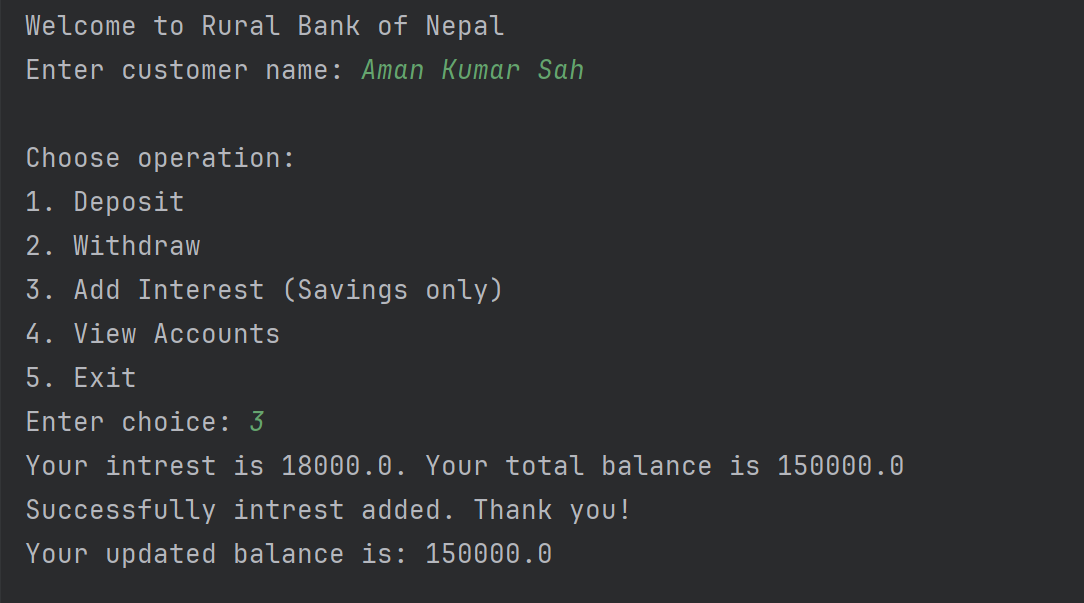 Welcome to Rural Bank of Nepal
Enter customer name: Aman Kumar Sah
Choose operation:
1. Deposit
2. Withdraw
3. Add Interest (Savings only)
4. View Accounts
5. Exit
Enter choice: 3
Your intrest is 18000.0. Your total balance is 150000.0
Successfully intrest added. Thank you!
Your updated balance is: 150000.0